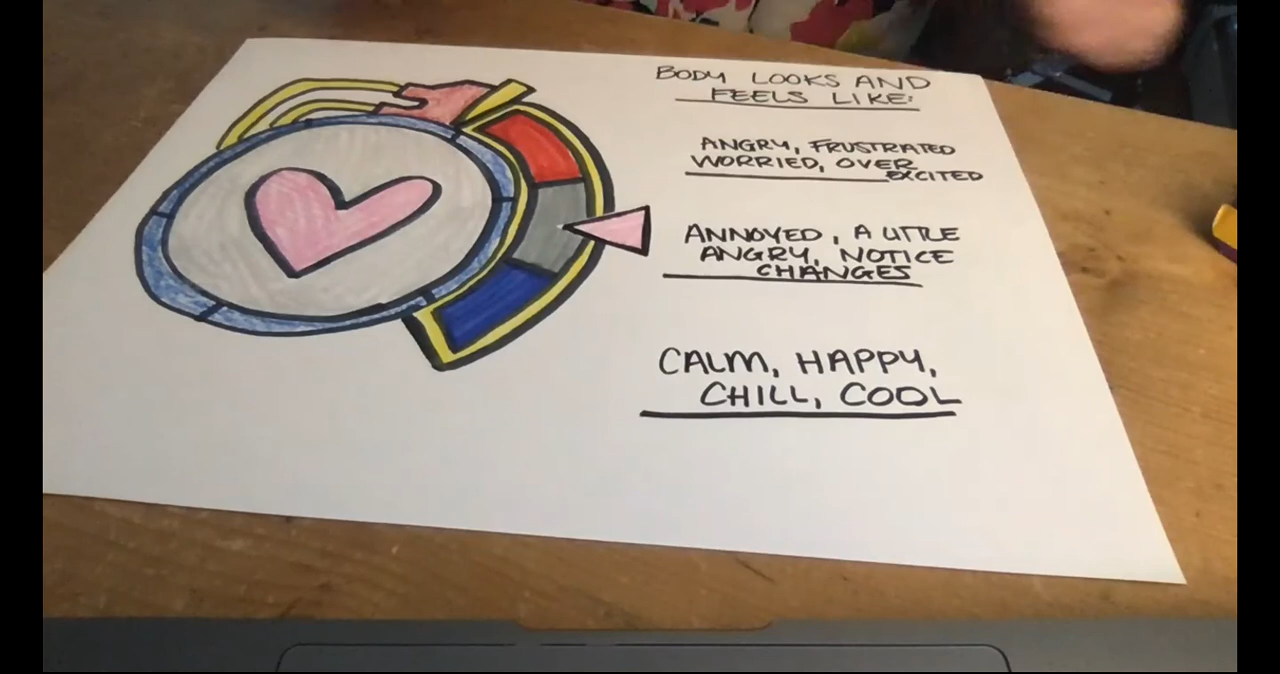 BODY LOOKS AND
FEELS LIKE:
ANGRY, FRUSTRATED
WORRIED, OVER
EXCITED
ANNOYED, A LITTLE
ANGRY, NOTICE
CHANGES
CALM, HAPPY,
CHILL, COOL